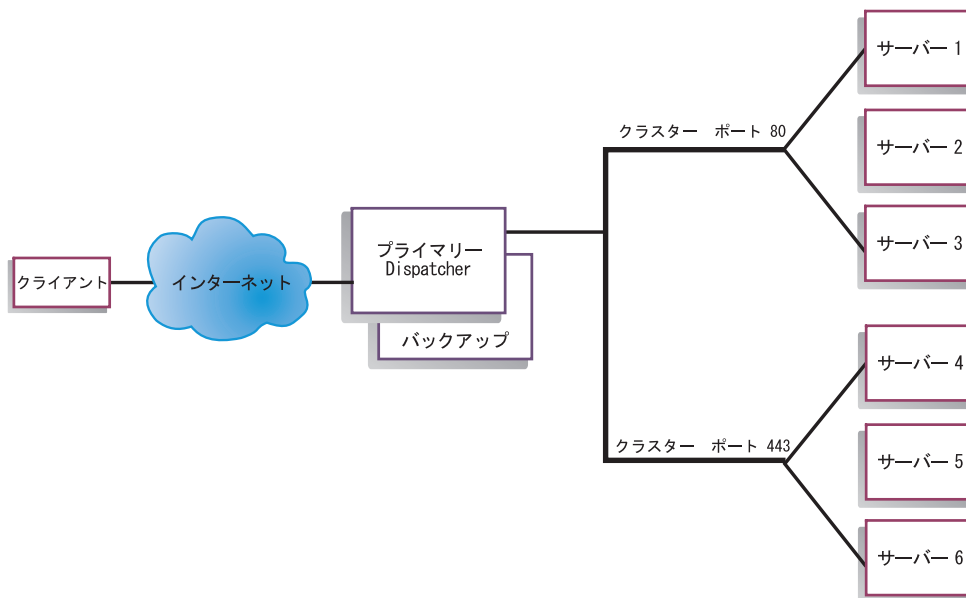 クライアント
インターネット
プライマリー
Dispatcher
バックアップ
クラスター ポート 80
サーバー 1
サーバー 2
サーバー 3
クラスター ポート 443
サーバー 4
サーバー 5
サーバー 6